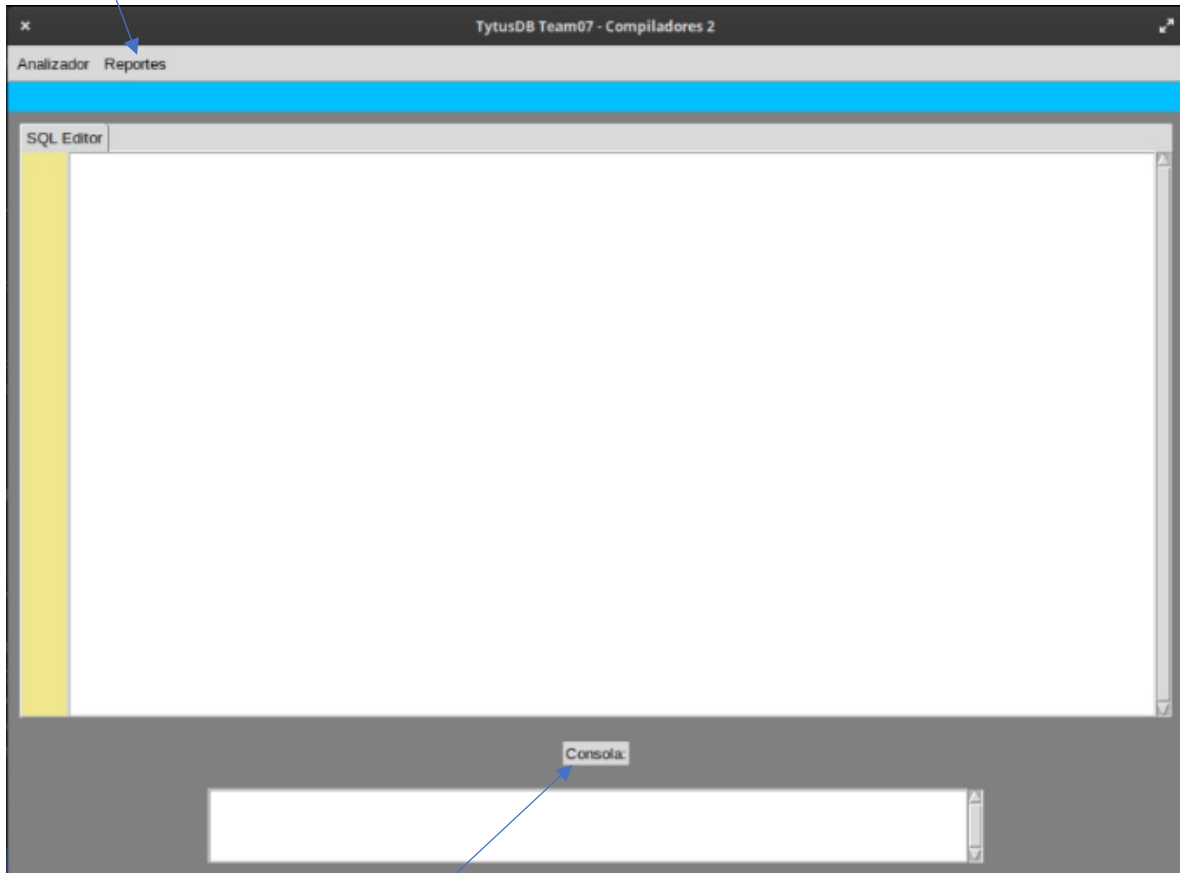 TytusDB Team07 - Compiladores 2
Analizador Reportes
SQL Editor
Consola: